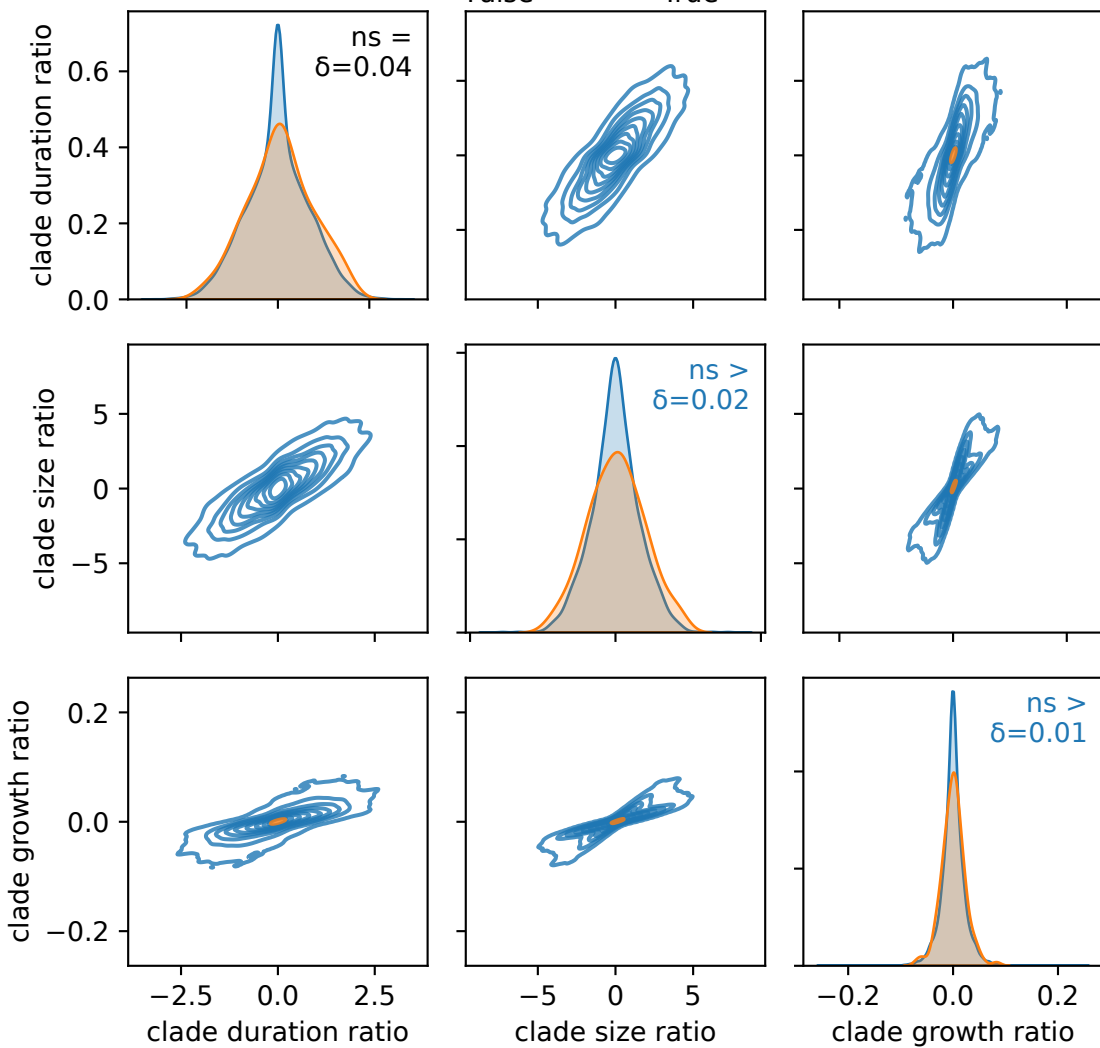 clade duration ratio
0.6
0.4
0.2
0.0
ns =
δ=0.04
clade size ratio
5
0
−5
ns >
δ=0.02
clade growth ratio
0.2
0.0
−0.2
ns >
δ=0.01
−2.5 0.0 2.5
−5 0 5
−0.2 0.0 0.2
clade duration ratio
clade size ratio
clade growth ratio